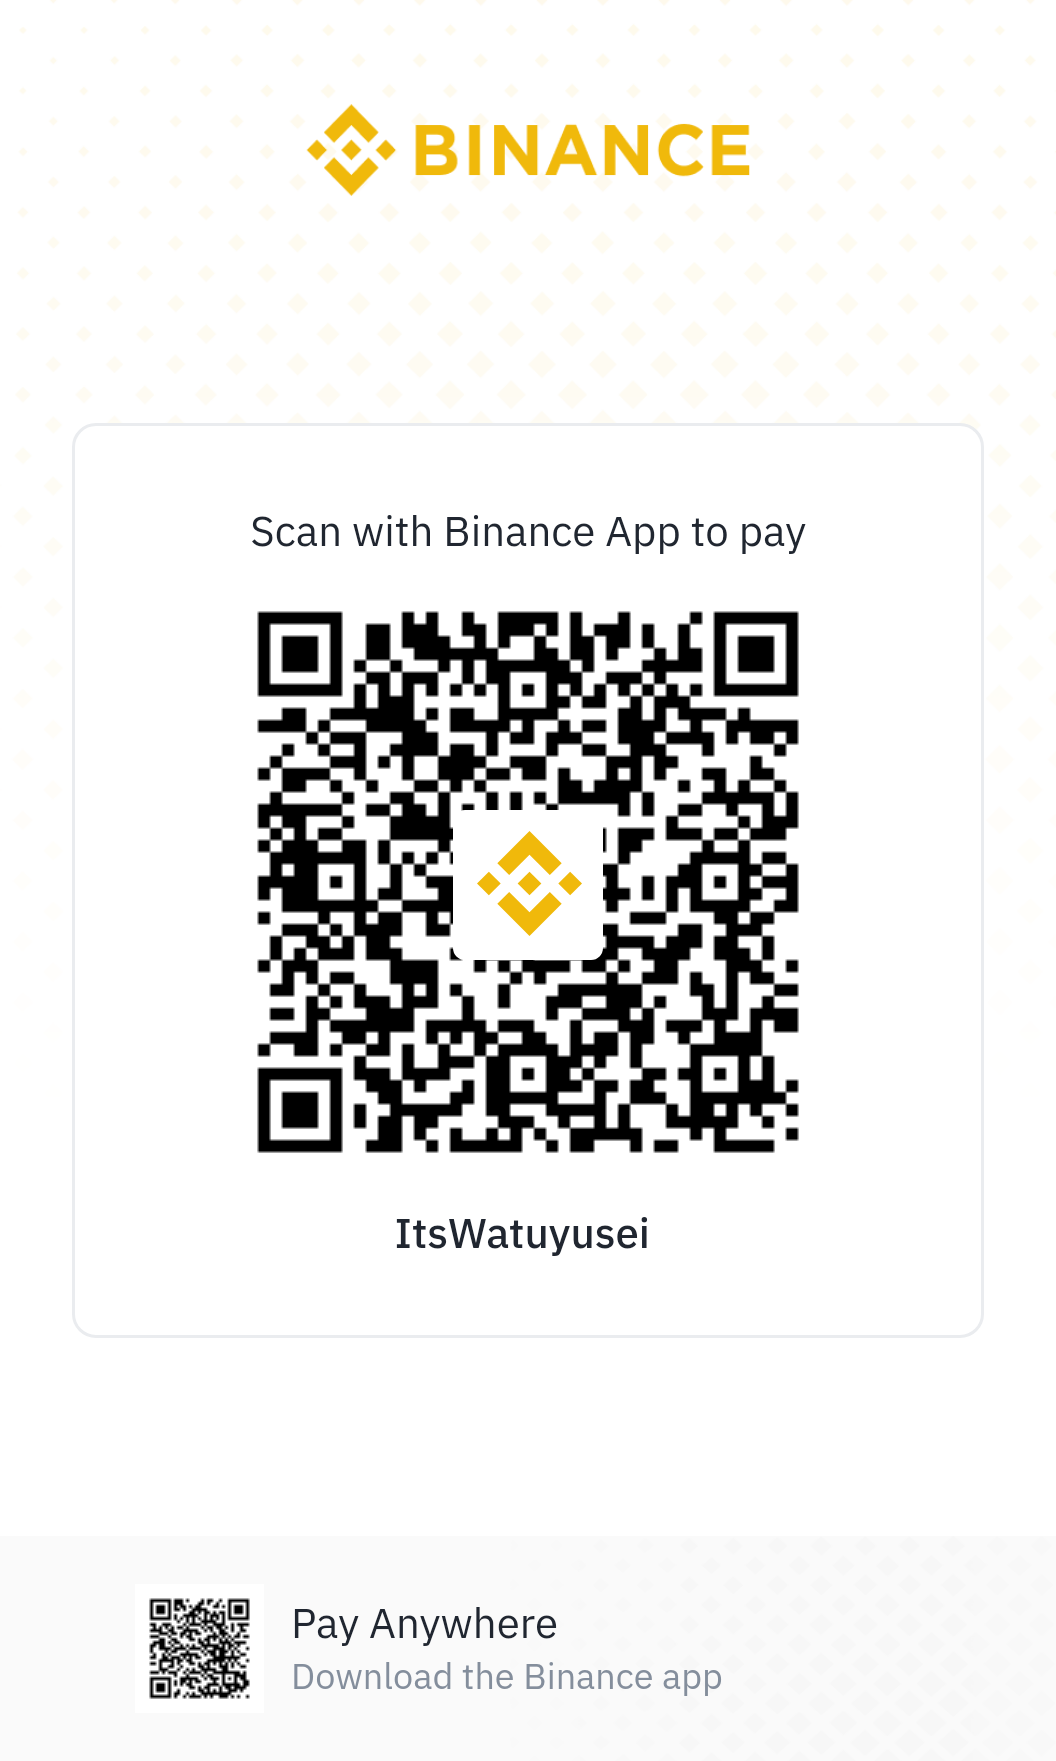 BINANCE
Scan with Binance App to pay
ItsWatuyusei
Pay Anywhere
Download the Binance app